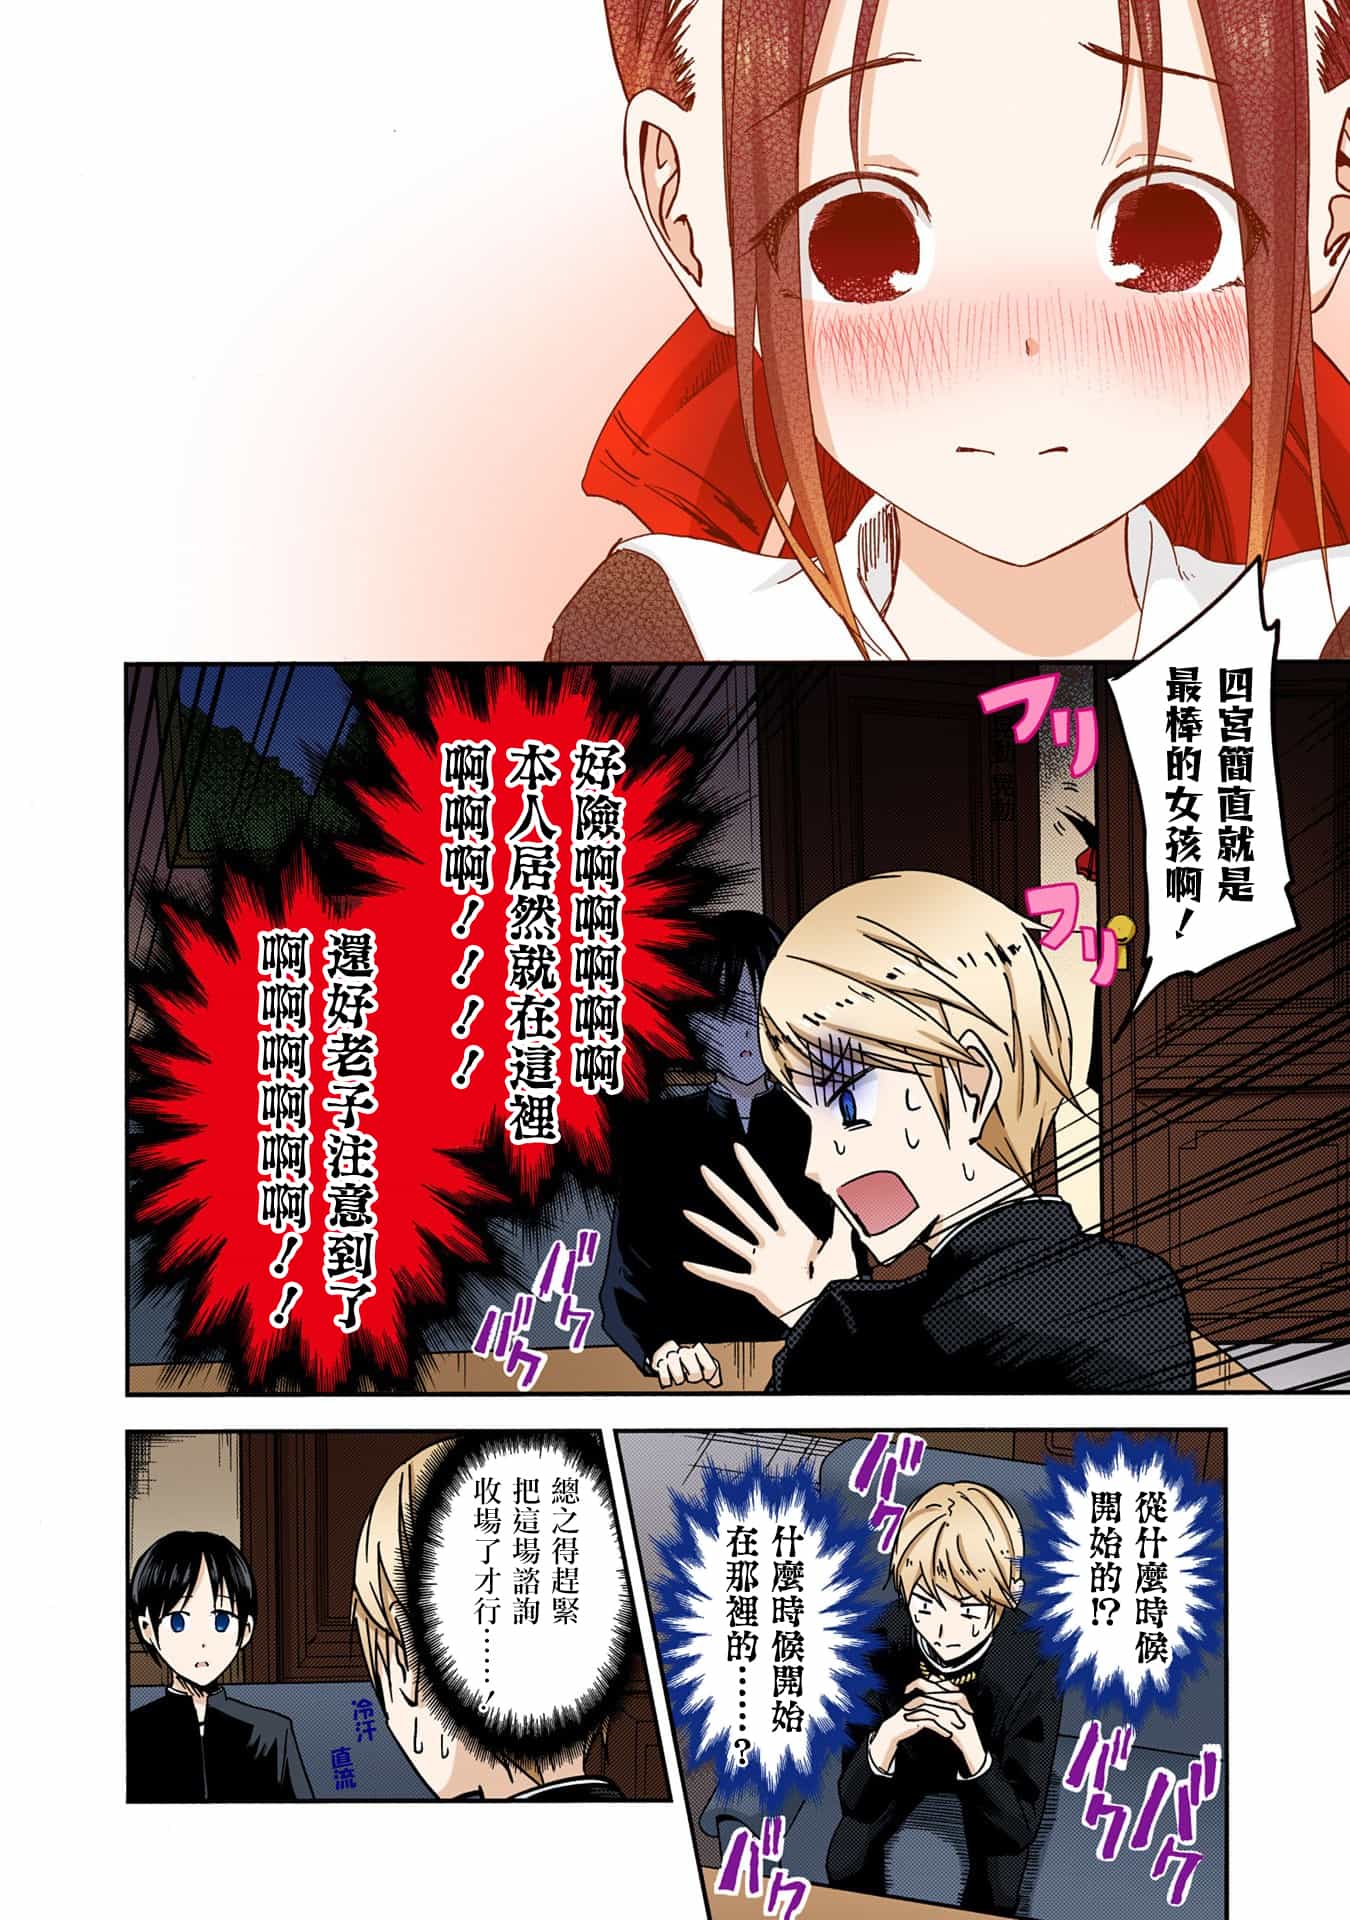 四宮簡直就是
最棒的女孩啊！
フリ
フリ
好險啊啊啊啊啊
本人居然就在這裡
啊啊啊！！！！
還好老子注意到了
啊啊啊啊啊啊！！
バク
バク
從什麼時候
開始的!?
什麼時候開始
在那裡的……？
バク
バク
バク
バク
總之得趕緊
把這場諮詢
收場了才行……！
冷汗
直流